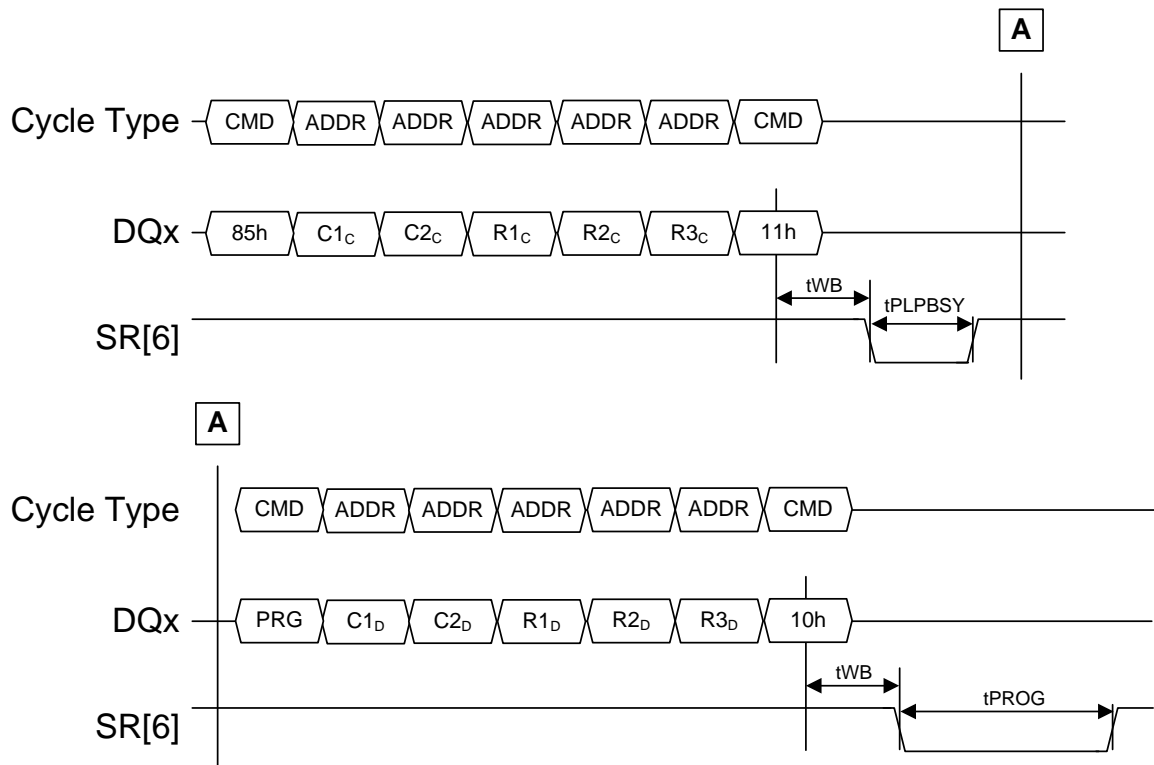 A
Cycle Type CMD ADDR ADDR ADDR ADDR ADDR CMD
DQx 85h C1C C2C R1C R2C R3C 11h
tWB tPLPBSY
SR[6]
A
Cycle Type CMD ADDR ADDR ADDR ADDR ADDR CMD
DQx PRG C1D C2D R1D R2D R3D 10h
tWB tPROG
SR[6]